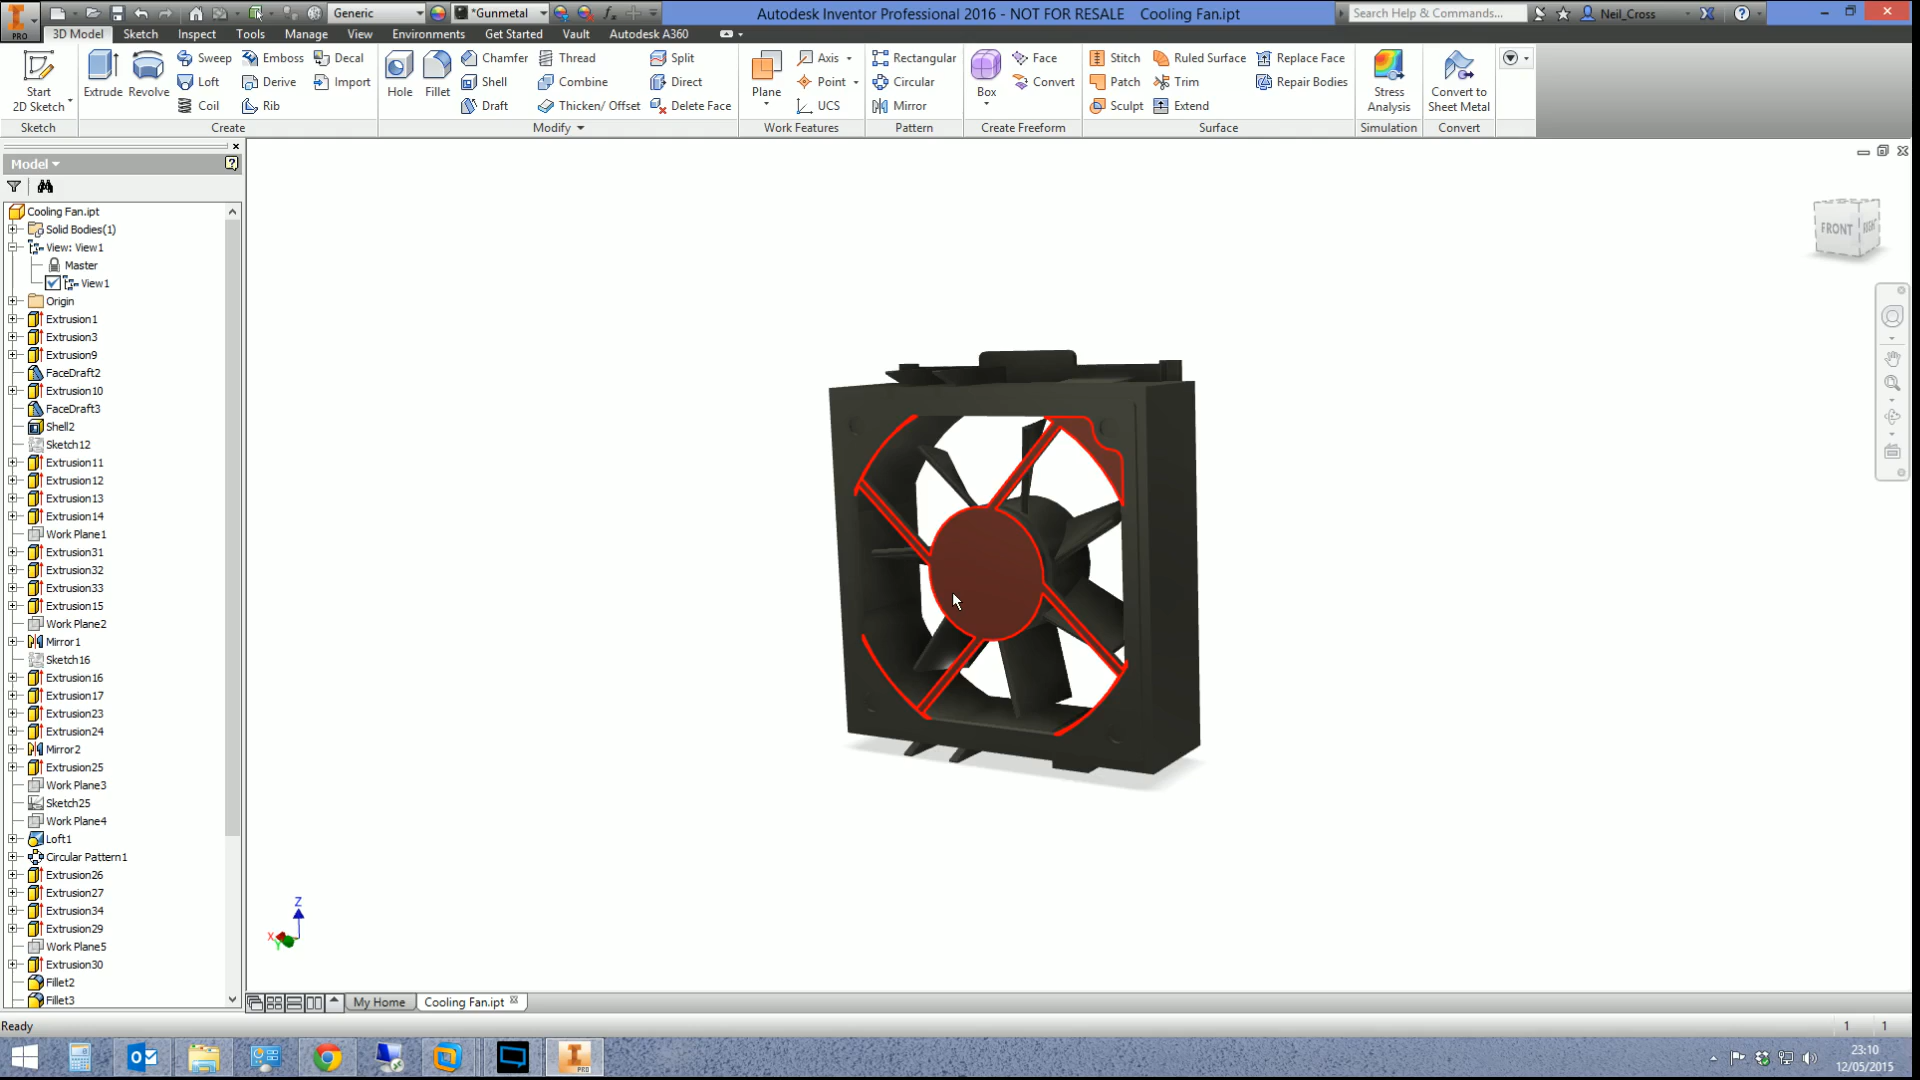 Generic
*Gunmetal
Autodesk Inventor Professional 2016 - NOT FOR RESALE Cooling Fan.ipt
Search Help & Commands...
Neil_Cross
PRO
3D Model Sketch Inspect Tools Manage View Environments Get Started Vault Autodesk A360
Start
2D Sketch
Extrude
Revolve
Sweep
Emboss
Decal
Loft
Derive
Import
Coil
Rib
Hole
Fillet
Chamfer
Thread
Split
Shell
Combine
Direct
Draft
Thicken/ Offset
Delete Face
Plane
Axis
Point
UCS
Rectangular
Circular
Mirror
Box
Face
Convert
Stitch
Ruled Surface
Replace Face
Patch
Trim
Repair Bodies
Sculpt
Extend
Stress
Analysis
Convert to
Sheet Metal
Sketch Create Modify Work Features Pattern Create Freeform Surface Simulation Convert
Model
Cooling Fan.ipt
Solid Bodies(1)
View: View1
Master
View1
Origin
Extrusion1
Extrusion3
Extrusion9
FaceDraft2
Extrusion10
FaceDraft3
Shell2
Sketch12
Extrusion11
Extrusion12
Extrusion13
Extrusion14
Work Plane1
Extrusion31
Extrusion32
Extrusion33
Extrusion15
Work Plane2
Mirror1
Sketch16
Extrusion16
Extrusion17
Extrusion23
Extrusion24
Mirror2
Extrusion25
Work Plane3
Sketch25
Work Plane4
Loft1
Circular Pattern1
Extrusion26
Extrusion27
Extrusion34
Extrusion29
Work Plane5
Extrusion30
Fillet2
Fillet3
FRONT
RIGHT
Z
X
Y
My Home
Cooling Fan.ipt
Ready
1 1
PRO
23:10
12/05/2015